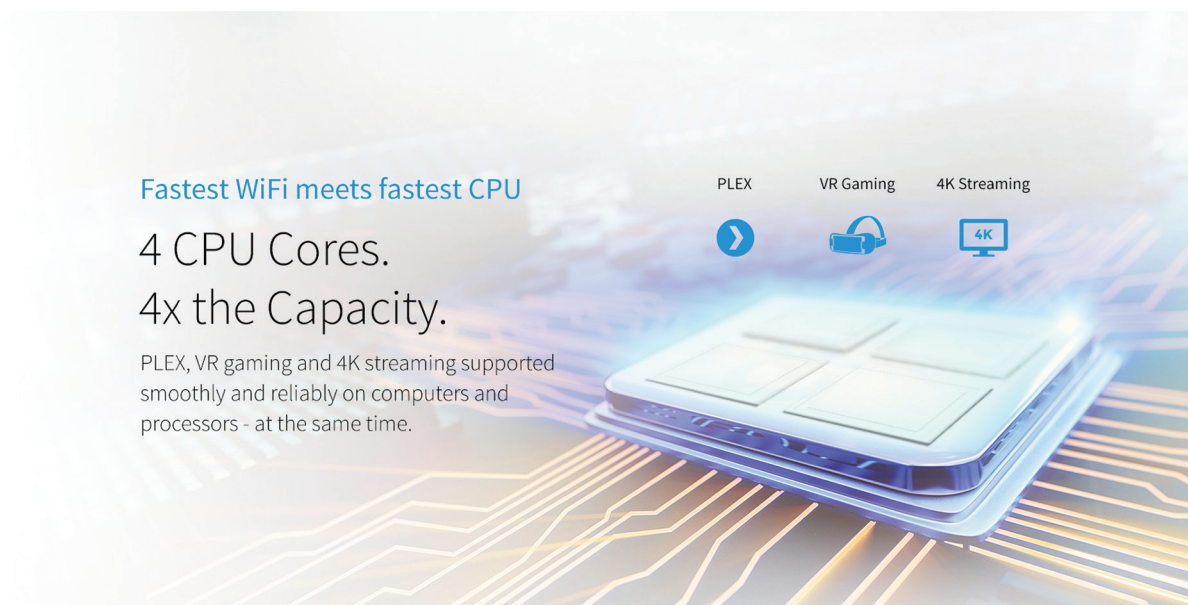 Fastest WiFi meets fastest CPU
4 CPU Cores.
4x the Capacity.
PLEX, VR gaming and 4K streaming supported
smoothly and reliably on computers and
processors - at the same time.
PLEX
VR Gaming
4K Streaming
4K